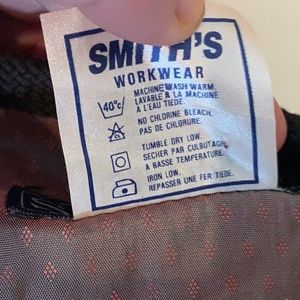 SMITH'S
WORKWEAR
MACHINE WASH WARM.
LAVABLE A LA MACHINE
A L'EAU TIEDE.
40°C
NO CHLORINE BLEACH.
PAS DE CHLORURE.
TUMBLE DRY LOW.
SECHER PAR CULBUTAGE
A BASSE TEMPERATURE.
IRON LOW.
REPASSER UNE FER TIEDE.